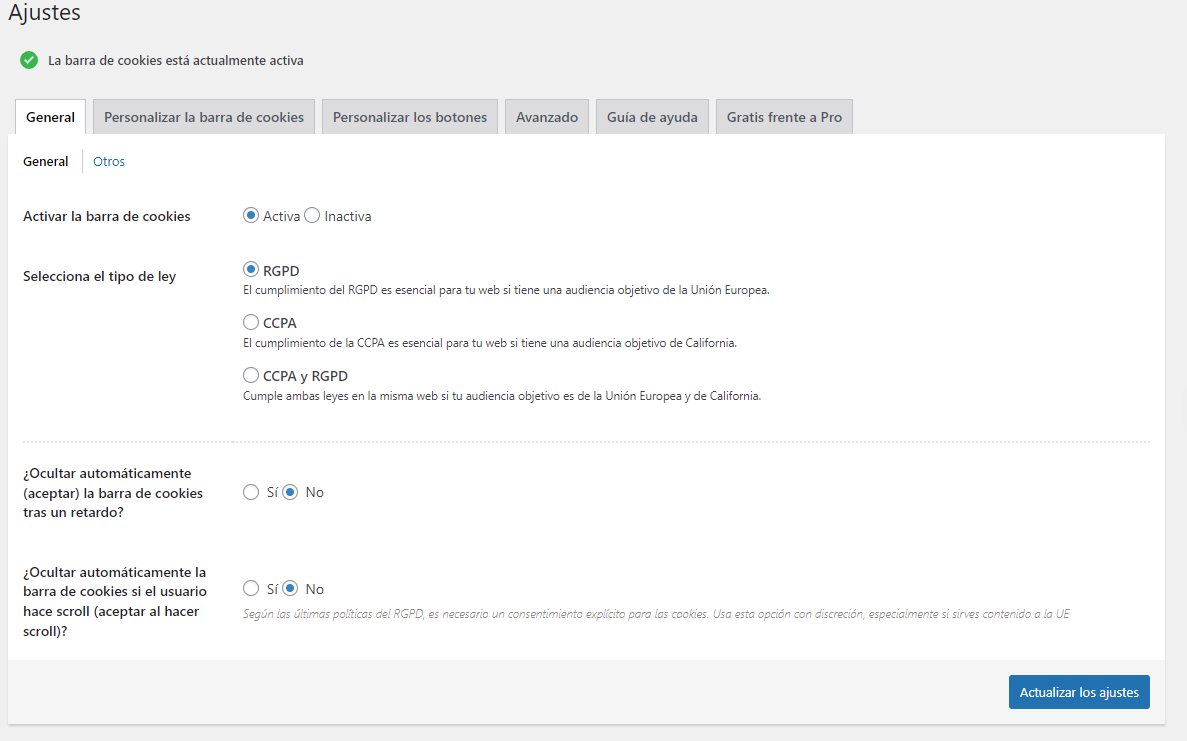 Ajustes
La barra de cookies está actualmente activa
General Personalizar la barra de cookies Personalizar los botones Avanzado Guía de ayuda Gratis frente a Pro
General Otros
Activar la barra de cookies Activa Inactiva
Selecciona el tipo de ley RGPD
El cumplimiento del RGPD es esencial para tu web si tiene una audiencia objetivo de la Unión Europea.
CCPA
El cumplimiento de la CCPA es esencial para tu web si tiene una audiencia objetivo de California.
CCPA y RGPD
Cumple ambas leyes en la misma web si tu audiencia objetivo es de la Unión Europea y de California.
¿Ocultar automáticamente
(aceptar) la barra de cookies
tras un retardo?
Sí No
¿Ocultar automáticamente la
barra de cookies si el usuario
hace scroll (aceptar al hacer
scroll)?
Sí No
Según las últimas políticas del RGPD, es necesario un consentimiento explícito para las cookies. Usa esta opción con discreción, especialmente si sirves contenido a la UE
Actualizar los ajustes